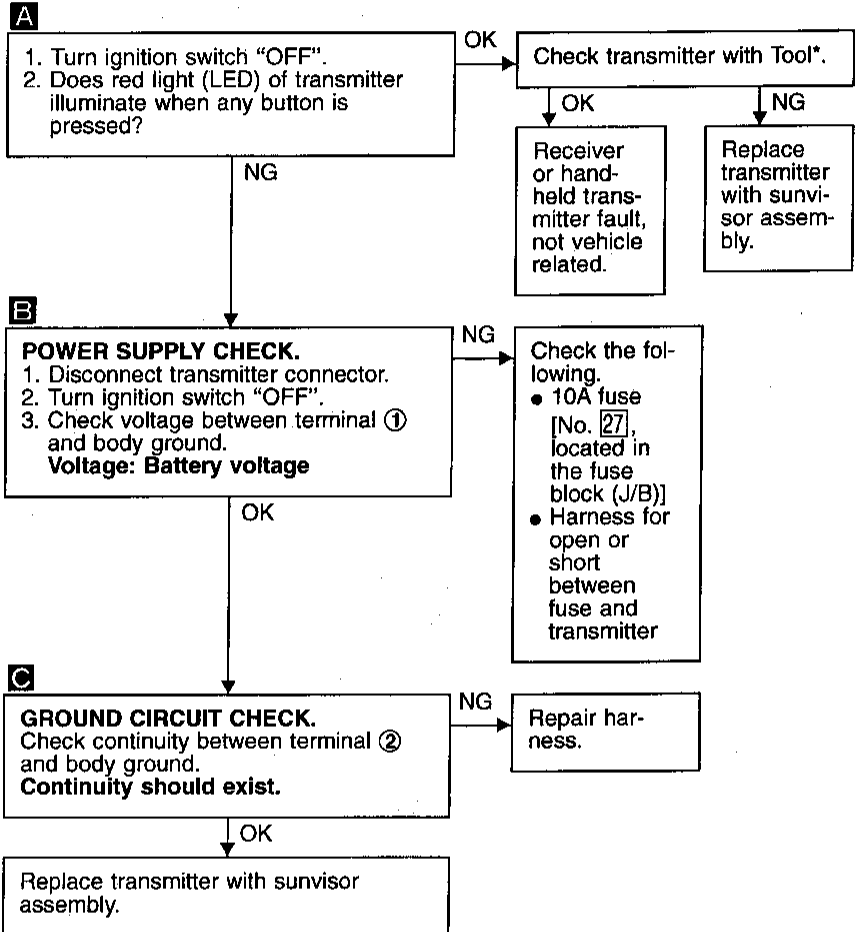 A
1. Turn ignition switch “OFF”.
2. Does red light (LED) of transmitter
illuminate when any button is
pressed?
OK
Check transmitter with Tool*.
OK
NG
Receiver
or hand-
held trans-
mitter fault,
not vehicle
related.
Replace
transmitter
with sunvi-
sor assem-
bly.
NG
B
POWER SUPPLY CHECK.
1. Disconnect transmitter connector.
2. Turn ignition switch “OFF”.
3. Check voltage between terminal ①
and body ground.
Voltage: Battery voltage
NG
Check the fol-
lowing.
● 10A fuse
[No. 27,
located in
the fuse
block (J/B)]
● Harness for
open or
short
between
fuse and
transmitter
OK
C
GROUND CIRCUIT CHECK.
Check continuity between terminal ②
and body ground.
Continuity should exist.
NG
Repair har-
ness.
OK
Replace transmitter with sunvisor
assembly.